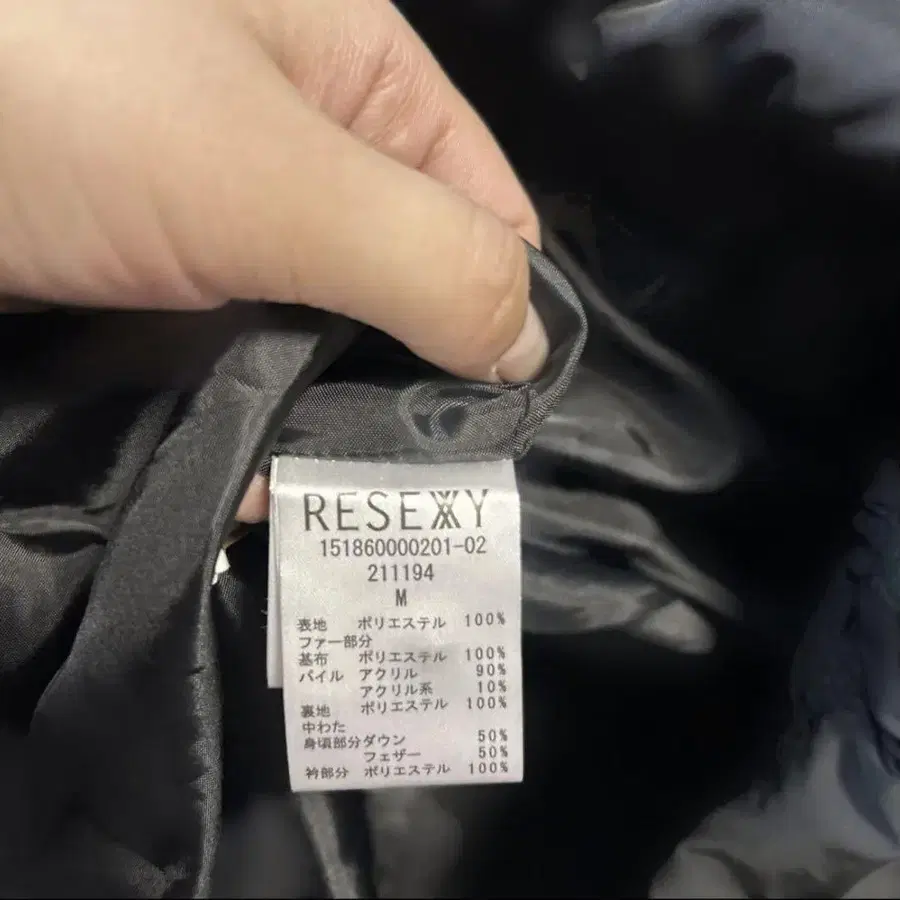 RESEXXY
151860000201-02
211194
M
表地 ポリエステル 100%
ファー部分
基布 ポリエステル 100%
パイル アクリル 90%
アクリル系 10%
裏地 ポリエステル 100%
中わた
身頃部分ダウン 50%
フェザー 50%
衿部分 ポリエステル 100%